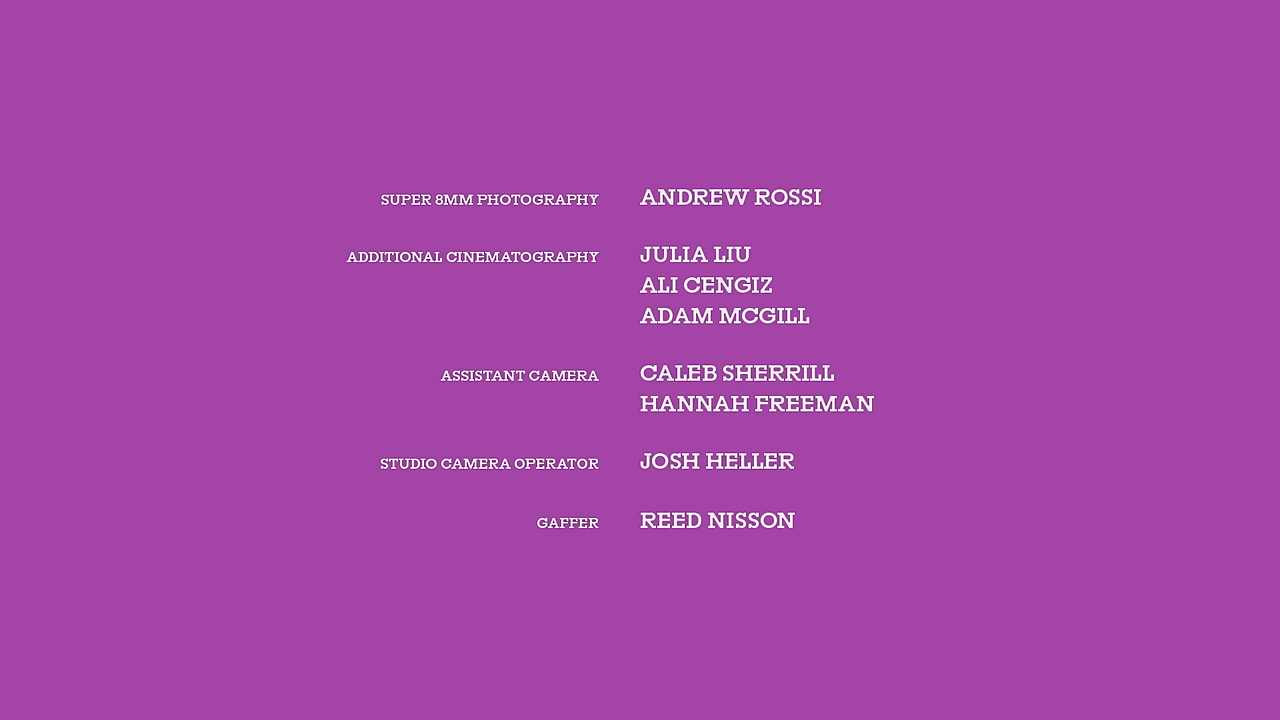 SUPER 8MM PHOTOGRAPHY ANDREW ROSSI
ADDITIONAL CINEMATOGRAPHY JULIA LIU
ALI CENGIZ
ADAM MCGILL
ASSISTANT CAMERA CALEB SHERRILL
HANNAH FREEMAN
STUDIO CAMERA OPERATOR JOSH HELLER
GAFFER REED NISSON